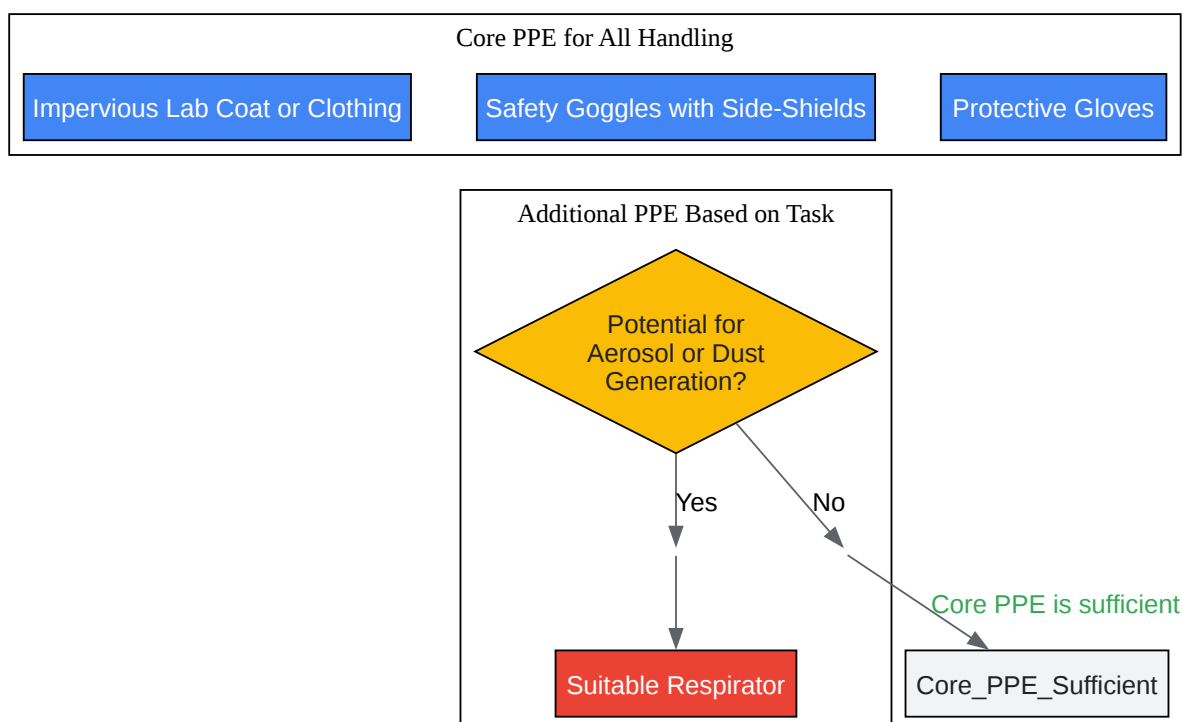 Core PPE for All Handling
Impervious Lab Coat or Clothing
Safety Goggles with Side-Shields
Protective Gloves
Additional PPE Based on Task
Potential for
Aerosol or Dust
Generation?
Yes
No
Core PPE is sufficient
Suitable Respirator
Core_PPE_Sufficient